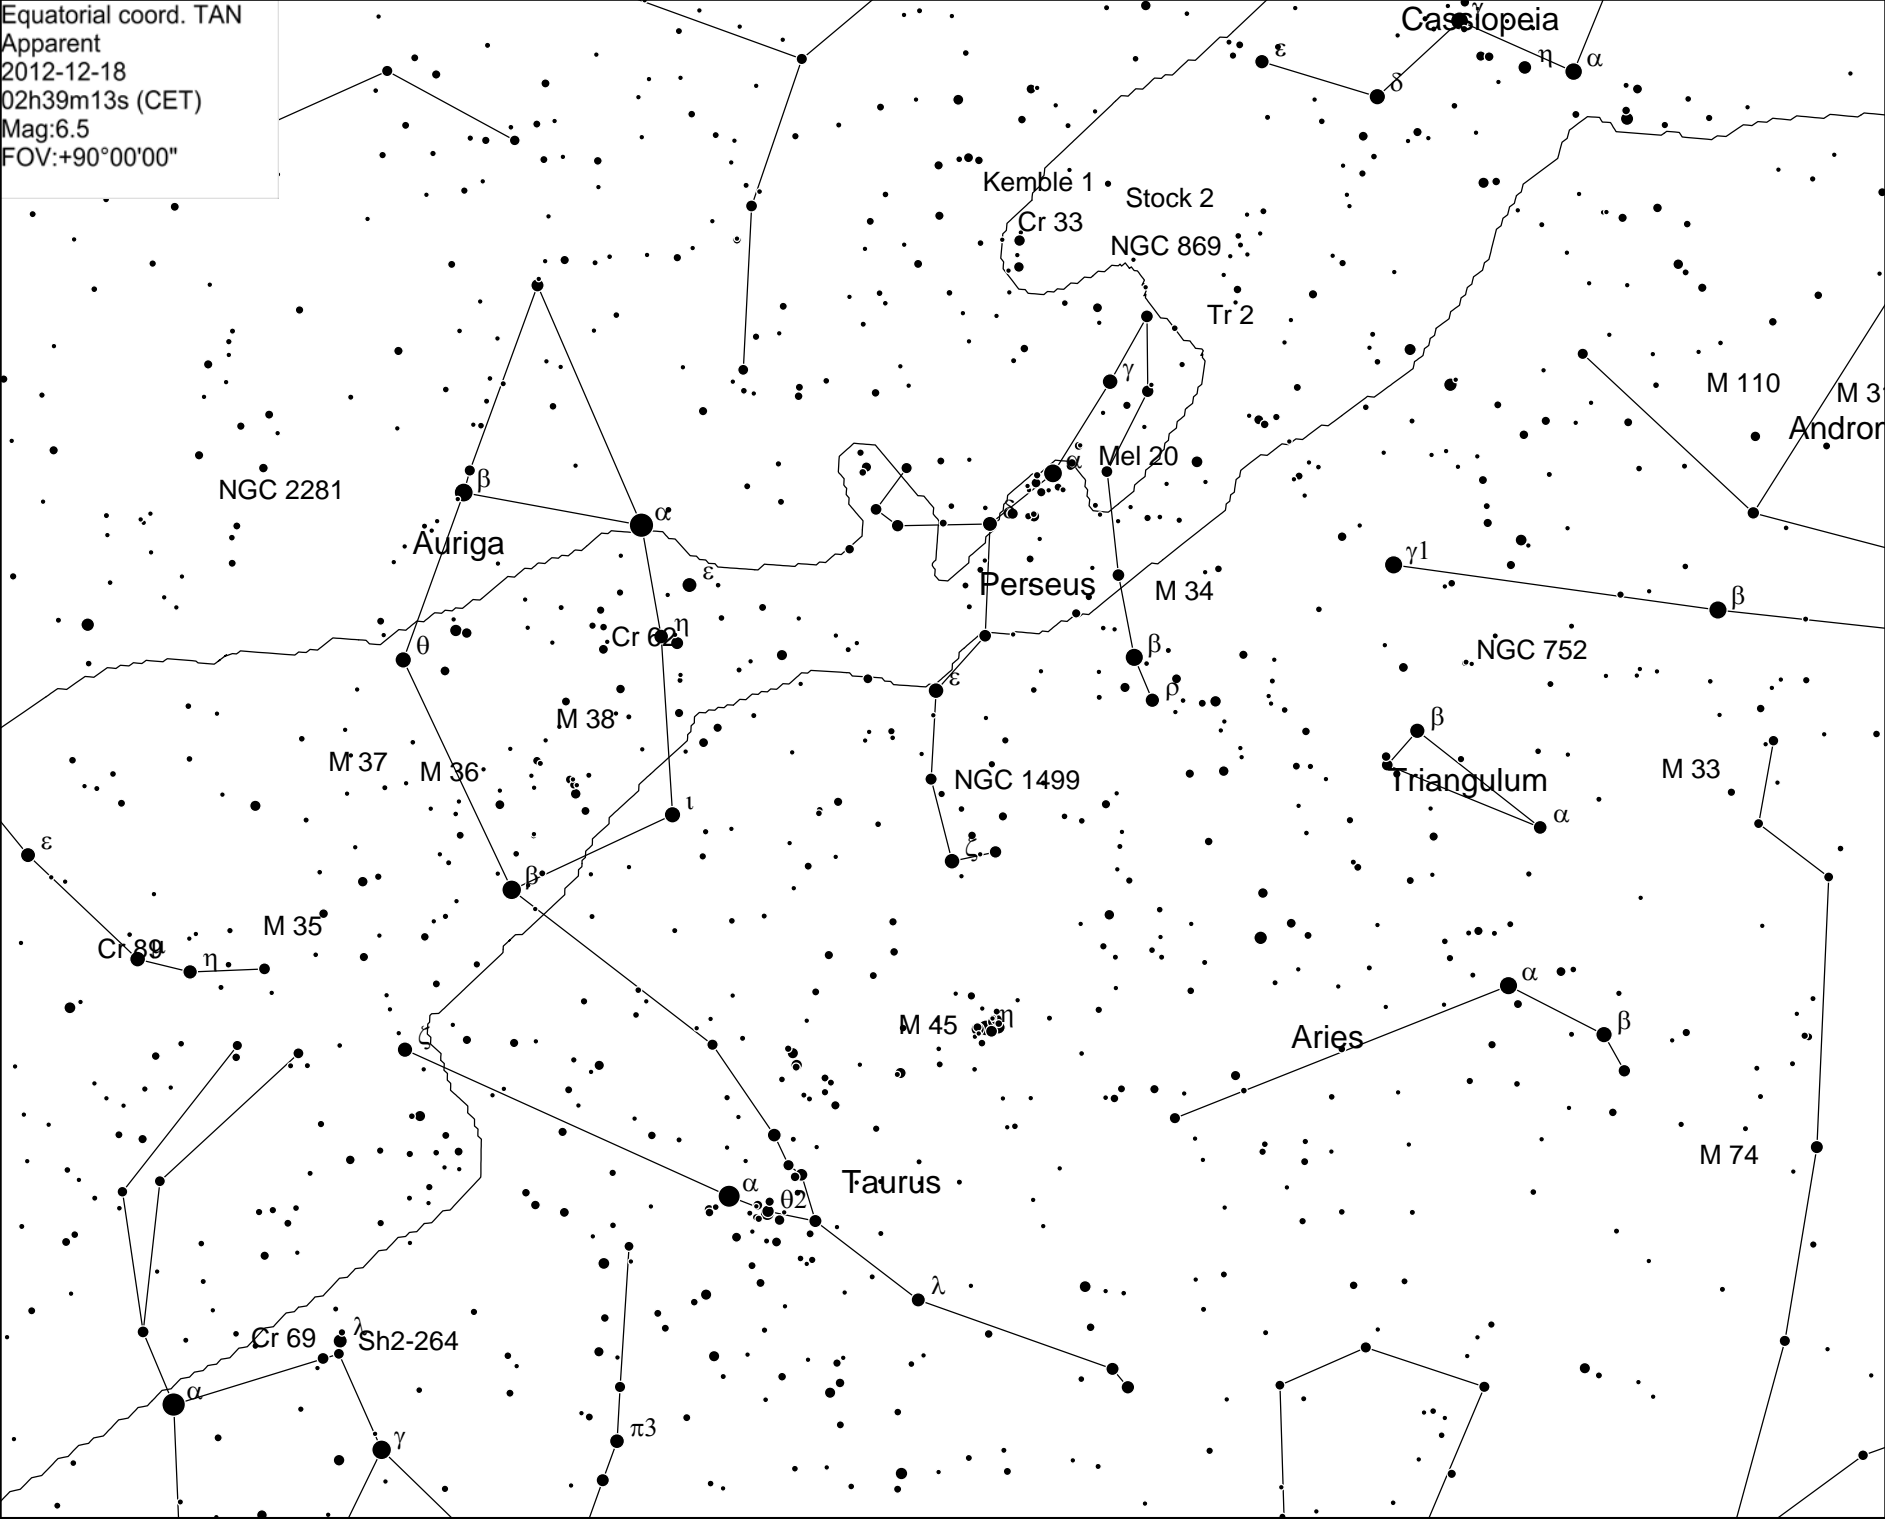 Equatorial coord. TAN
Apparent
2012-12-18
02h39m13s (CET)
Mag:6.5
FOV:+90°00'00"
γ
Cassiopeia
ε
η
α
δ
Kemble 1
Stock 2
Cr 33
NGC 869
Tr 2
γ
M 110
M 31
Andror
α
Mel 20
β
NGC 2281
α
δ
Auriga
ε
γ1
Perseus
M 34
β
η
Cr 62
θ
β
NGC 752
ε
ρ
M 38
β
M 37
M 36
NGC 1499
Triangulum
M 33
ι
α
ε
ζ
β
M 35
Cr 89
μ
η
α
M 45
η
β
ζ
Aries
M 74
α
Taurus
θ2
λ
Cr 69
λ
Sh2-264
α
π3
γ